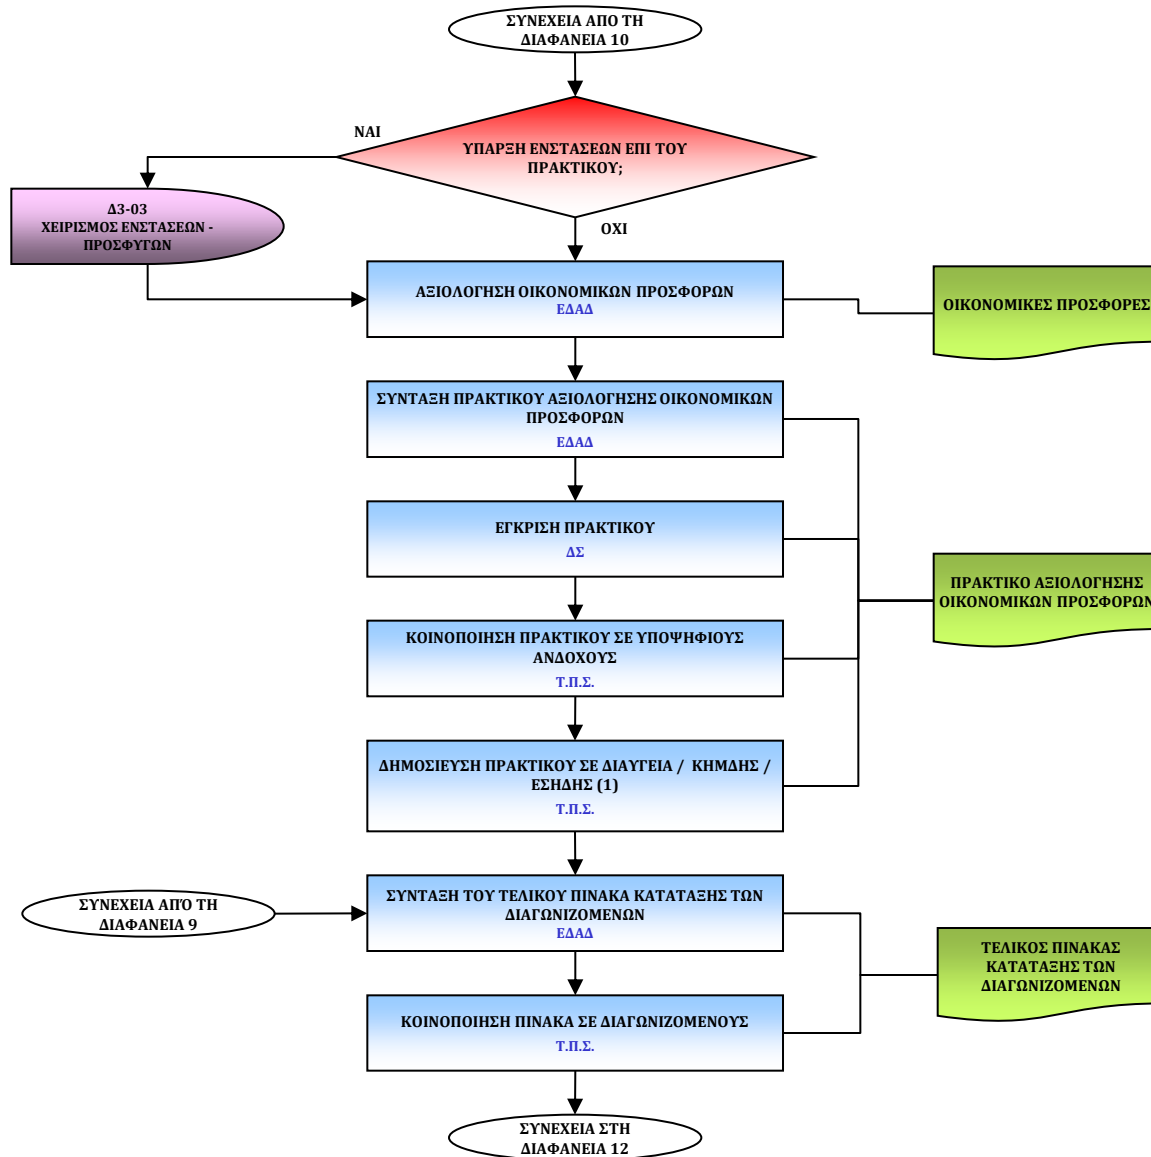 ΣΥΝΕΧΕΙΑ ΑΠΟ ΤΗ
ΔΙΑΦΑΝΕΙΑ 10
ΝΑΙ
ΥΠΑΡΞΗ ΕΝΣΤΑΣΕΩΝ ΕΠΙ ΤΟΥ
ΠΡΑΚΤΙΚΟΥ;
Δ3-03
ΧΕΙΡΙΣΜΟΣ ΕΝΣΤΑΣΕΩΝ -
ΠΡΟΣΦΥΓΩΝ
ΟΧΙ
ΑΞΙΟΛΟΓΗΣΗ ΟΙΚΟΝΟΜΙΚΩΝ ΠΡΟΣΦΟΡΩΝ
ΕΔΑΔ
ΟΙΚΟΝΟΜΙΚΕΣ ΠΡΟΣΦΟΡΕΣ
ΣΥΝΤΑΞΗ ΠΡΑΚΤΙΚΟΥ ΑΞΙΟΛΟΓΗΣΗΣ ΟΙΚΟΝΟΜΙΚΩΝ
ΠΡΟΣΦΟΡΩΝ
ΕΔΑΔ
ΕΓΚΡΙΣΗ ΠΡΑΚΤΙΚΟΥ
ΔΣ
ΠΡΑΚΤΙΚΟ ΑΞΙΟΛΟΓΗΣΗΣ
ΟΙΚΟΝΟΜΙΚΩΝ ΠΡΟΣΦΟΡΩΝ
ΚΟΙΝΟΠΟΙΗΣΗ ΠΡΑΚΤΙΚΟΥ ΣΕ ΥΠΟΨΗΦΙΟΥΣ
ΑΝΔΟΧΟΥΣ
Τ.Π.Σ.
ΔΗΜΟΣΙΕΥΣΗ ΠΡΑΚΤΙΚΟΥ ΣΕ ΔΙΑΥΓΕΙΑ / ΚΗΜΔΗΣ /
ΕΣΗΔΗΣ (1)
Τ.Π.Σ.
ΣΥΝΕΧΕΙΑ ΑΠΌ ΤΗ
ΔΙΑΦΑΝΕΙΑ 9
ΣΥΝΤΑΞΗ ΤΟΥ ΤΕΛΙΚΟΥ ΠΙΝΑΚΑ ΚΑΤΑΤΑΞΗΣ ΤΩΝ
ΔΙΑΓΩΝΙΖΟΜΕΝΩΝ
ΕΔΑΔ
ΤΕΛΙΚΟΣ ΠΙΝΑΚΑΣ
ΚΑΤΑΤΑΞΗΣ ΤΩΝ
ΔΙΑΓΩΝΙΖΟΜΕΝΩΝ
ΚΟΙΝΟΠΟΙΗΣΗ ΠΙΝΑΚΑ ΣΕ ΔΙΑΓΩΝΙΖΟΜΕΝΟΥΣ
Τ.Π.Σ.
ΣΥΝΕΧΕΙΑ ΣΤΗ
ΔΙΑΦΑΝΕΙΑ 12